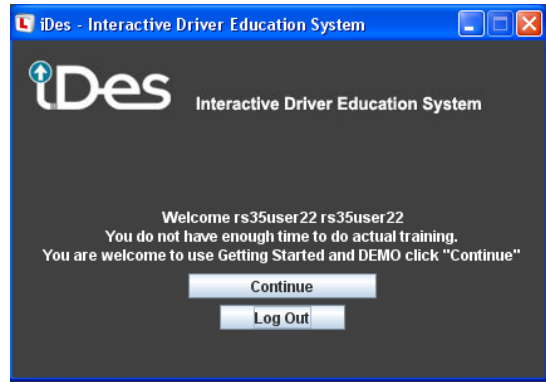 iDes - Interactive Driver Education System
iDes Interactive Driver Education System
Welcome rs35user22 rs35user22
You do not have enough time to do actual training.
You are welcome to use Getting Started and DEMO click "Continue"
Continue
Log Out